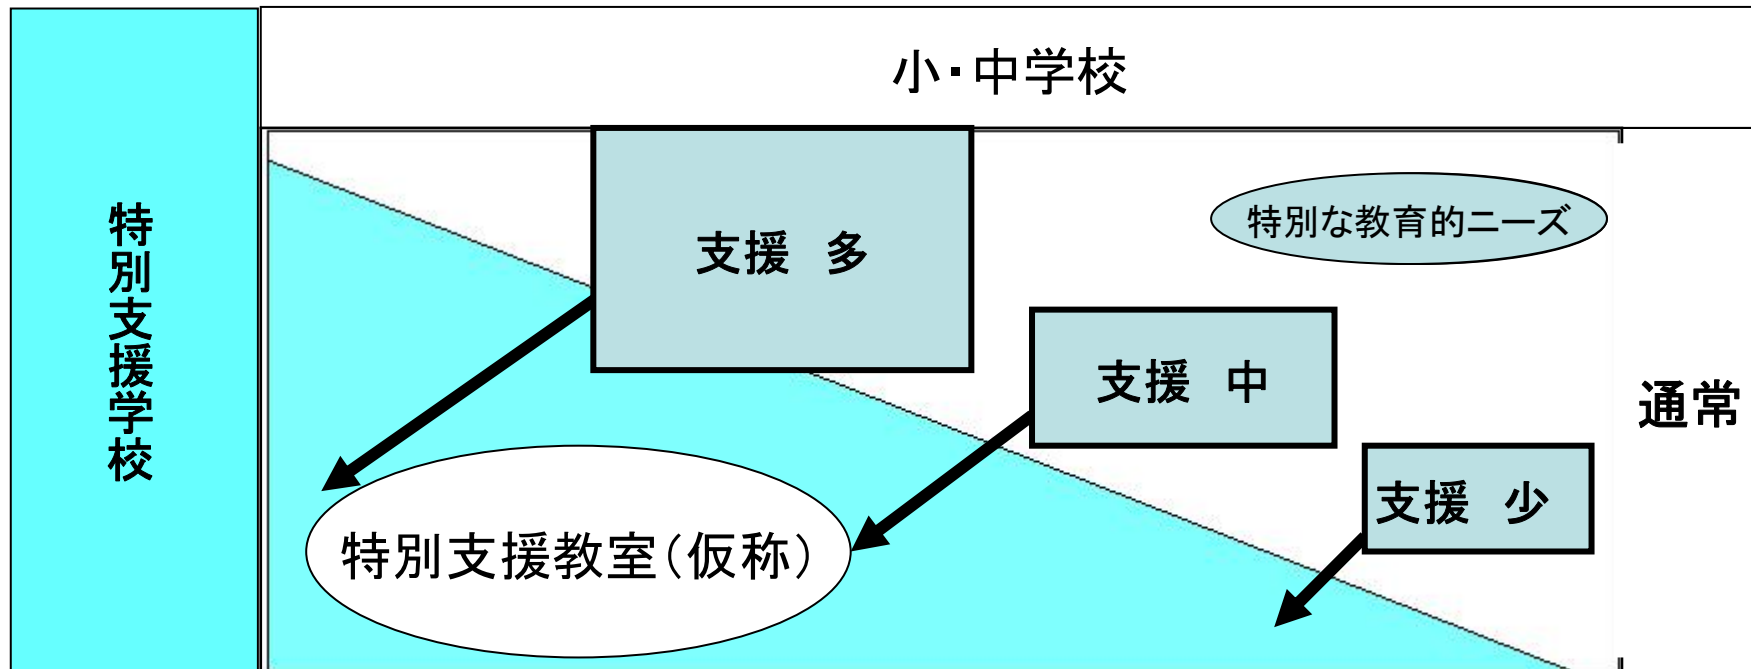 小・中学校
特別支援学校
支援 多
特別な教育的ニーズ
支援 中
通常
支援 少
特別支援教室(仮称)